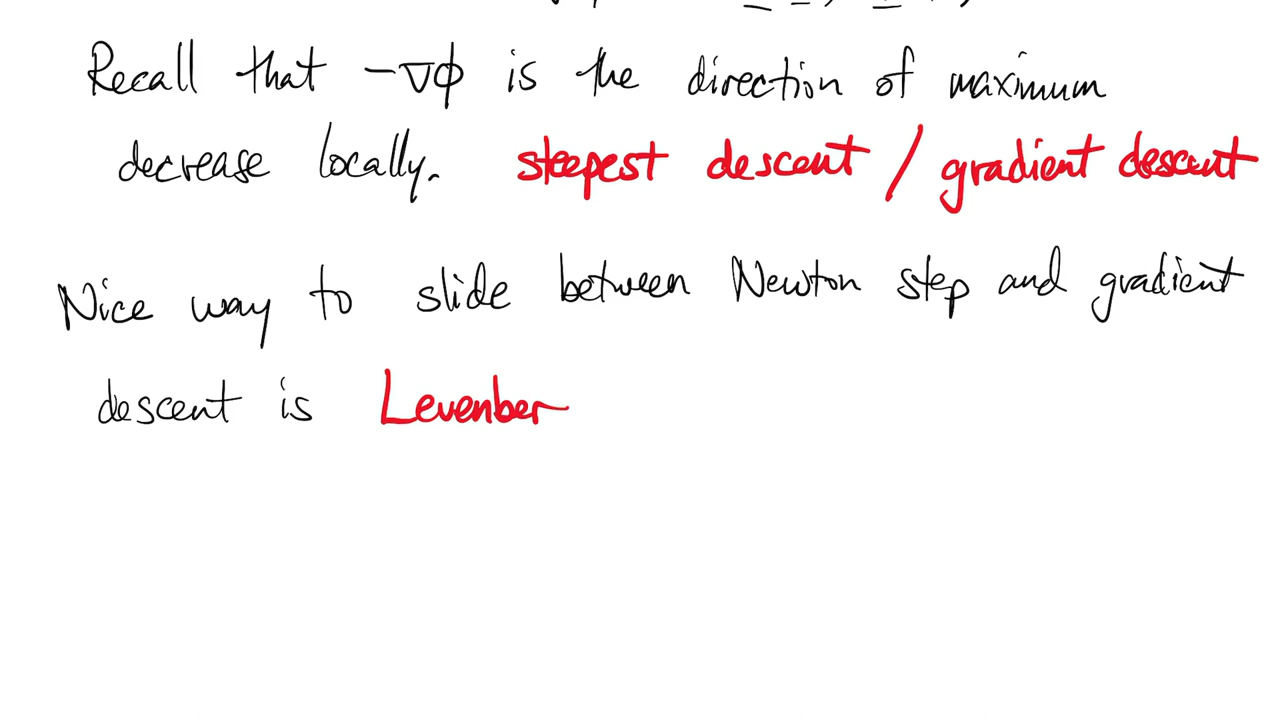 Recall that -∇ϕ is the direction of maximum
decrease locally. steepest descent / gradient descent
Nice way to slide between Newton step and gradient
descent is Levenber